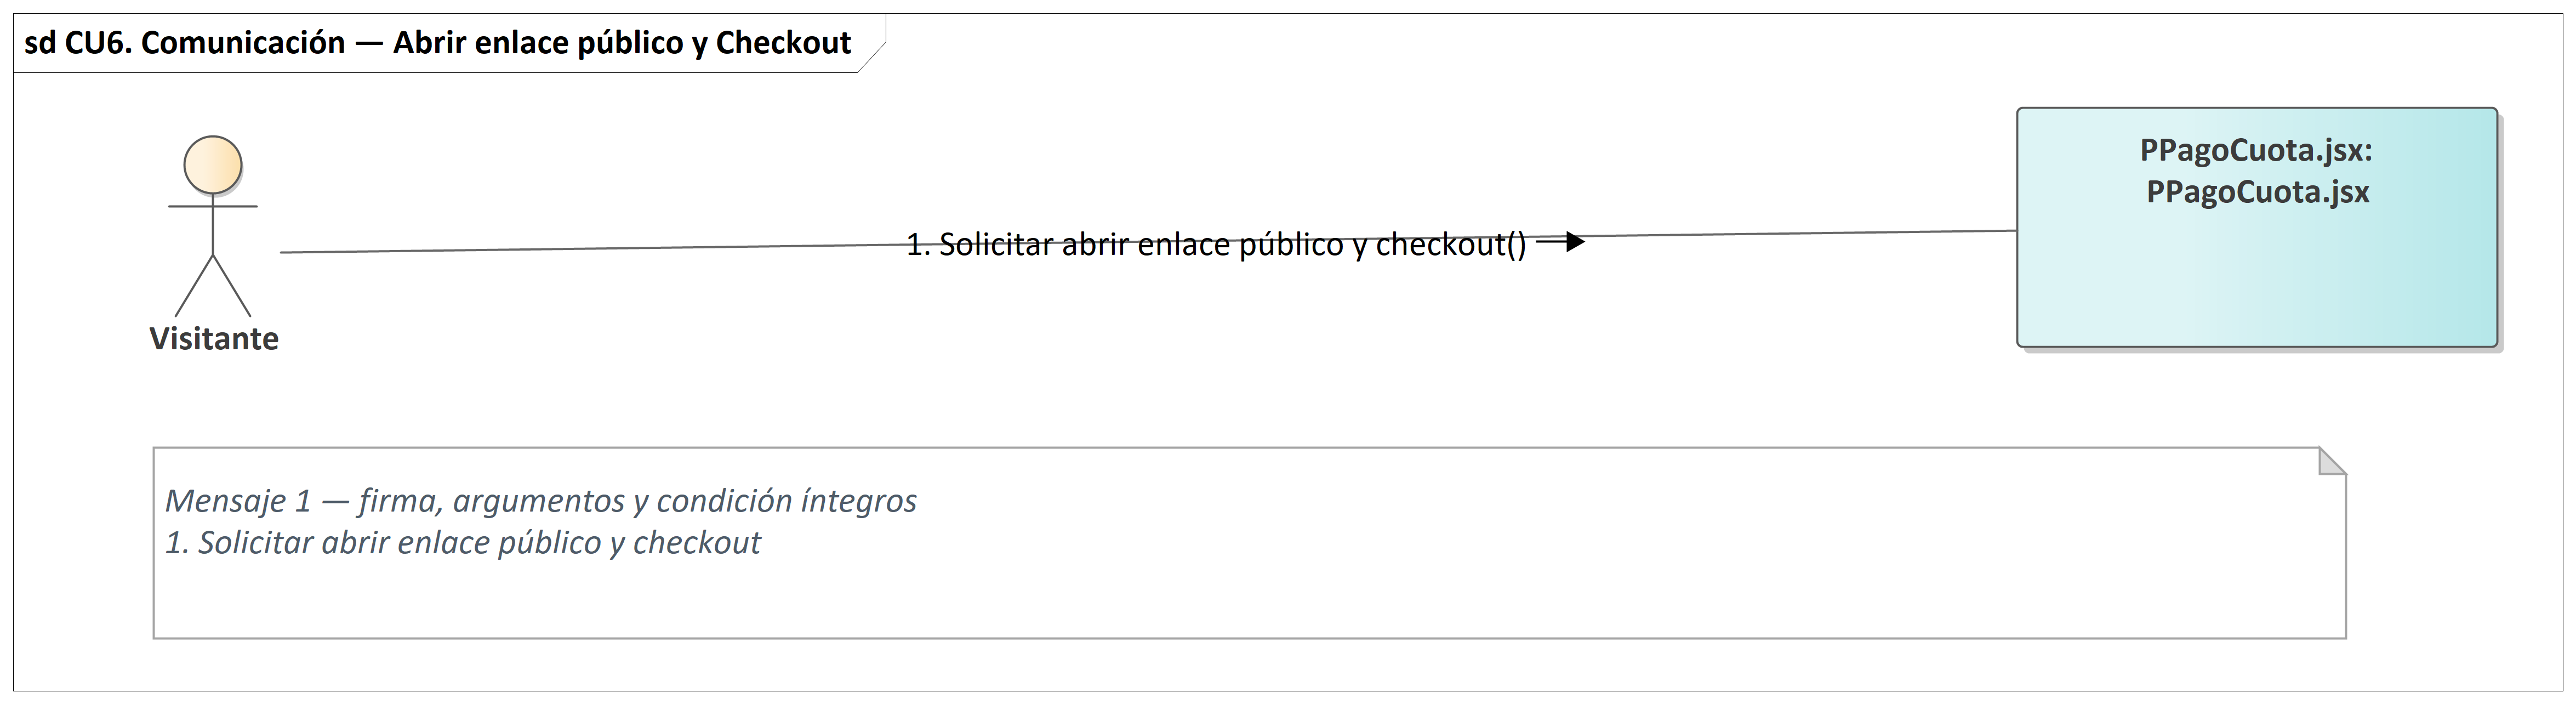 sd CU6. Comunicación — Abrir enlace público y Checkout
PPagoCuota.jsx:
PPagoCuota.jsx
1. Solicitar abrir enlace público y checkout()
Visitante
Mensaje 1 — firma, argumentos y condición íntegros
1. Solicitar abrir enlace público y checkout